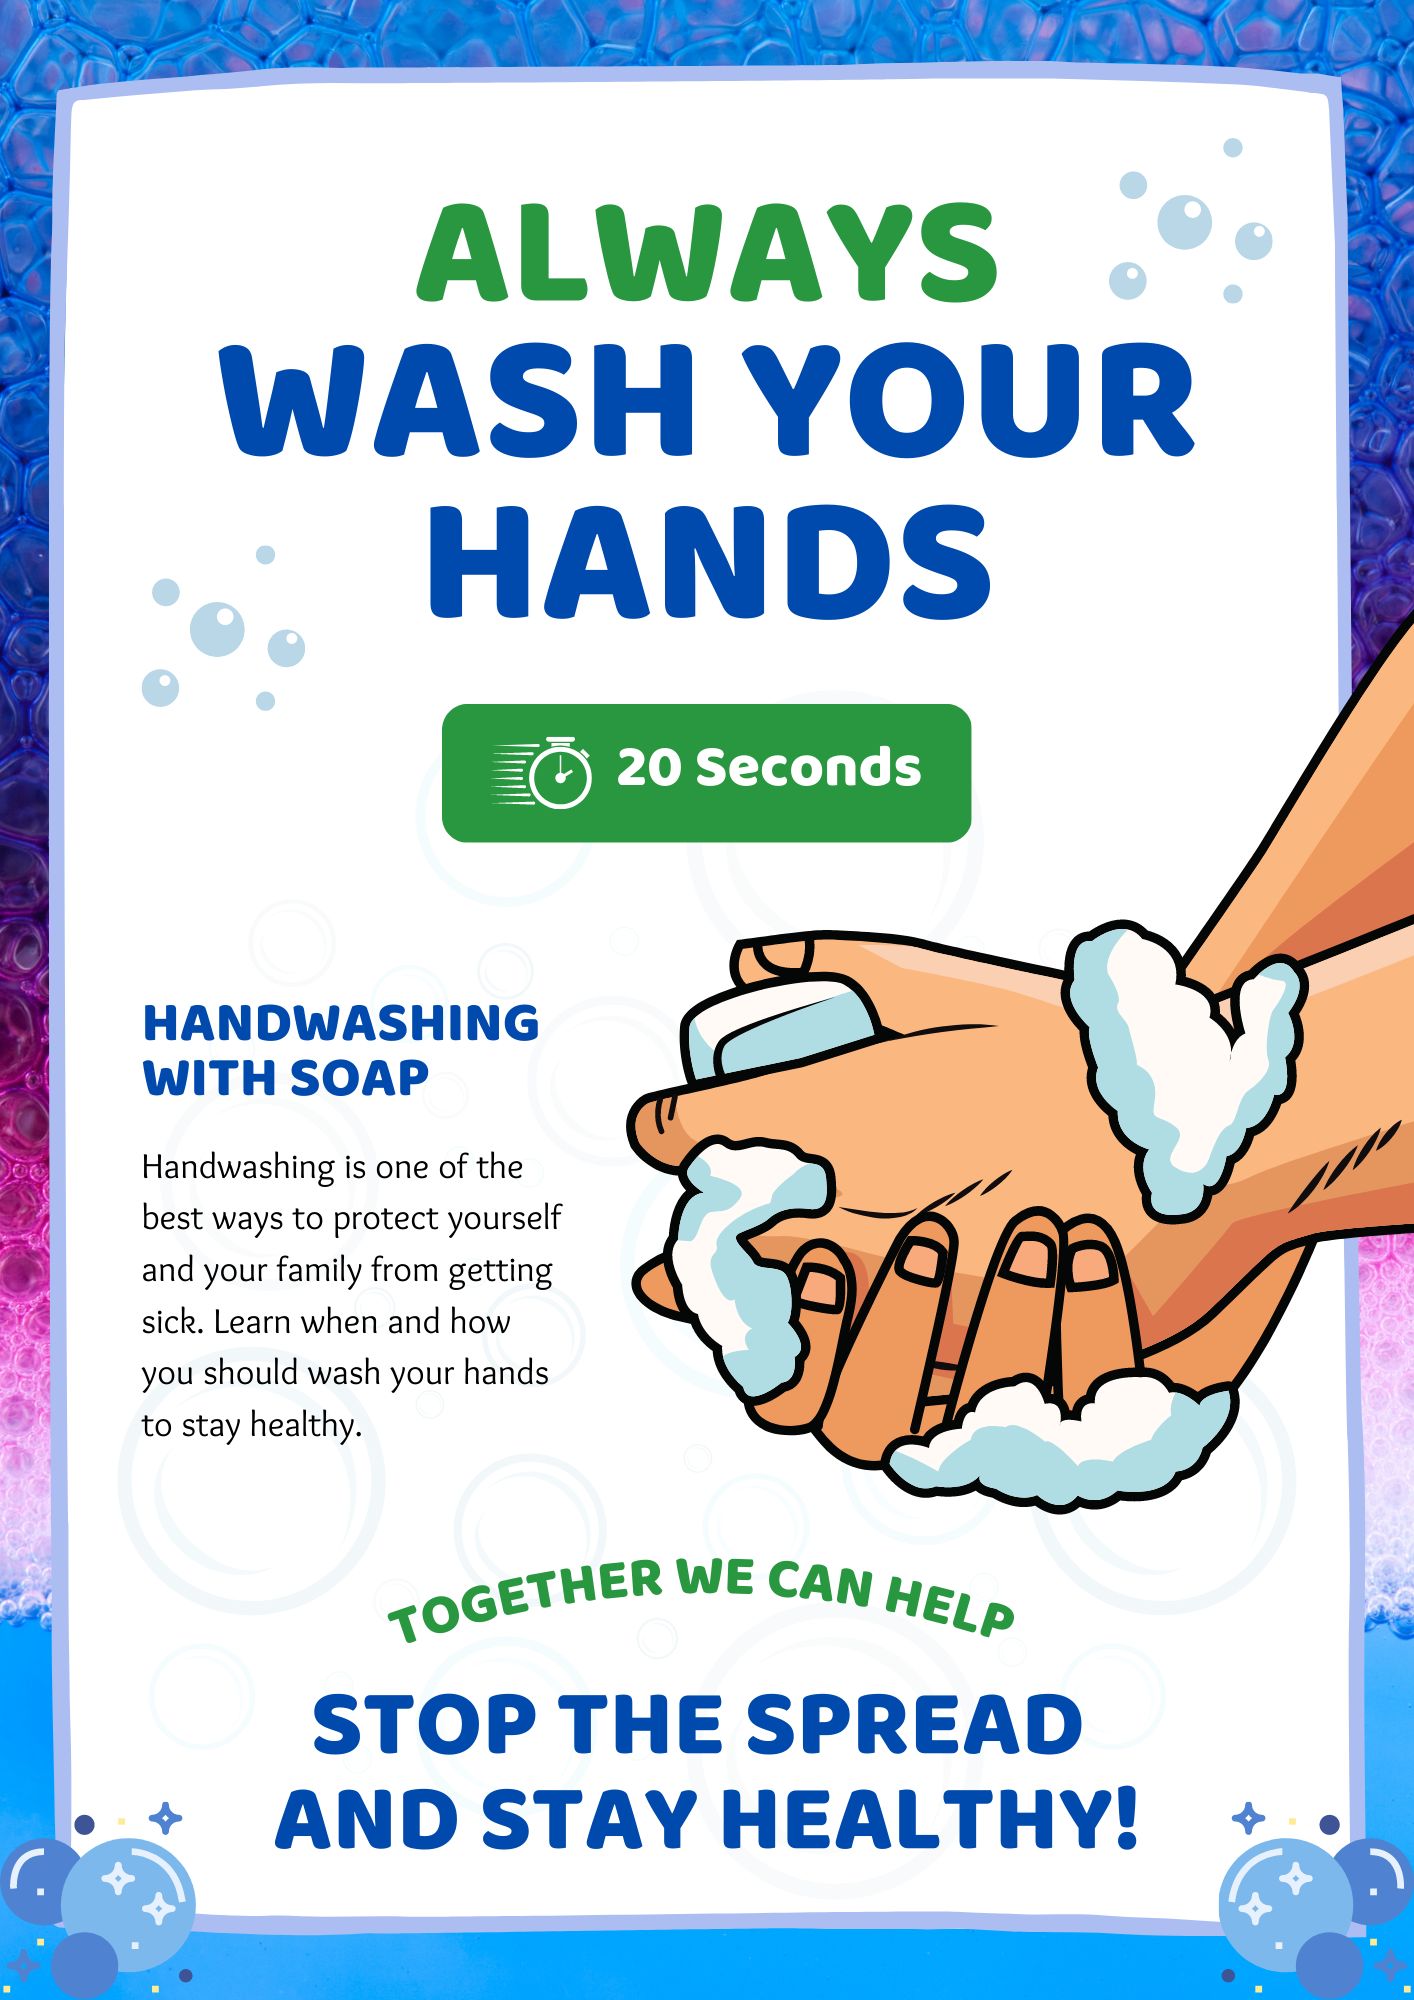 ALWAYS
WASH YOUR
HANDS
20 Seconds
HANDWASHING
WITH SOAP
Handwashing is one of the
best ways to protect yourself
and your family from getting
sick. Learn when and how
you should wash your hands
to stay healthy.
TOGETHER WE CAN HELP
STOP THE SPREAD
AND STAY HEALTHY!